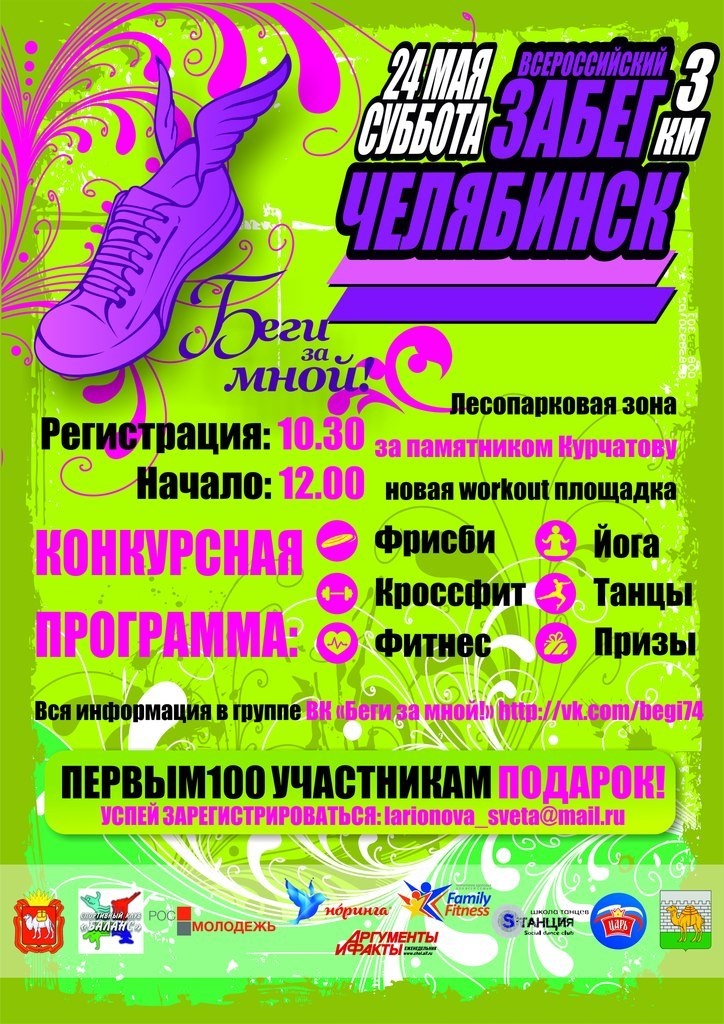 24 МАЯ
СУББОТА
ВСЕРОССИЙСКИЙ
ЗАБЕГ
3
КМ
ЧЕЛЯБИНСК
Беги
за
мной!
Регистрация: 10.30
Начало: 12.00
Лесопарковая зона
за памятником Курчатову
новая workout площадка
КОНКУРСНАЯ
ПРОГРАММА:
Фрисби
Кроссфит
Фитнес
Йога
Танцы
Призы
Вся информация в группе ВК «Беги за мной!» http://vk.com/begi74
ПЕРВЫМ100 УЧАСТНИКАМ ПОДАРОК!
УСПЕЙ ЗАРЕГИСТРИРОВАТЬСЯ: larionova_sveta@mail.ru
СПОРТИВНЫЙ КЛУБ
«БАЛАНС»
РОС
МОЛОДЕЖЬ
норинга
АРГУМЕНТЫ
И ФАКТЫ
ЕЖЕНЕДЕЛЬНИК
Family
Fitness
школа танцев
S-ТАНЦИЯ
Social dance club
ЦАРЬ